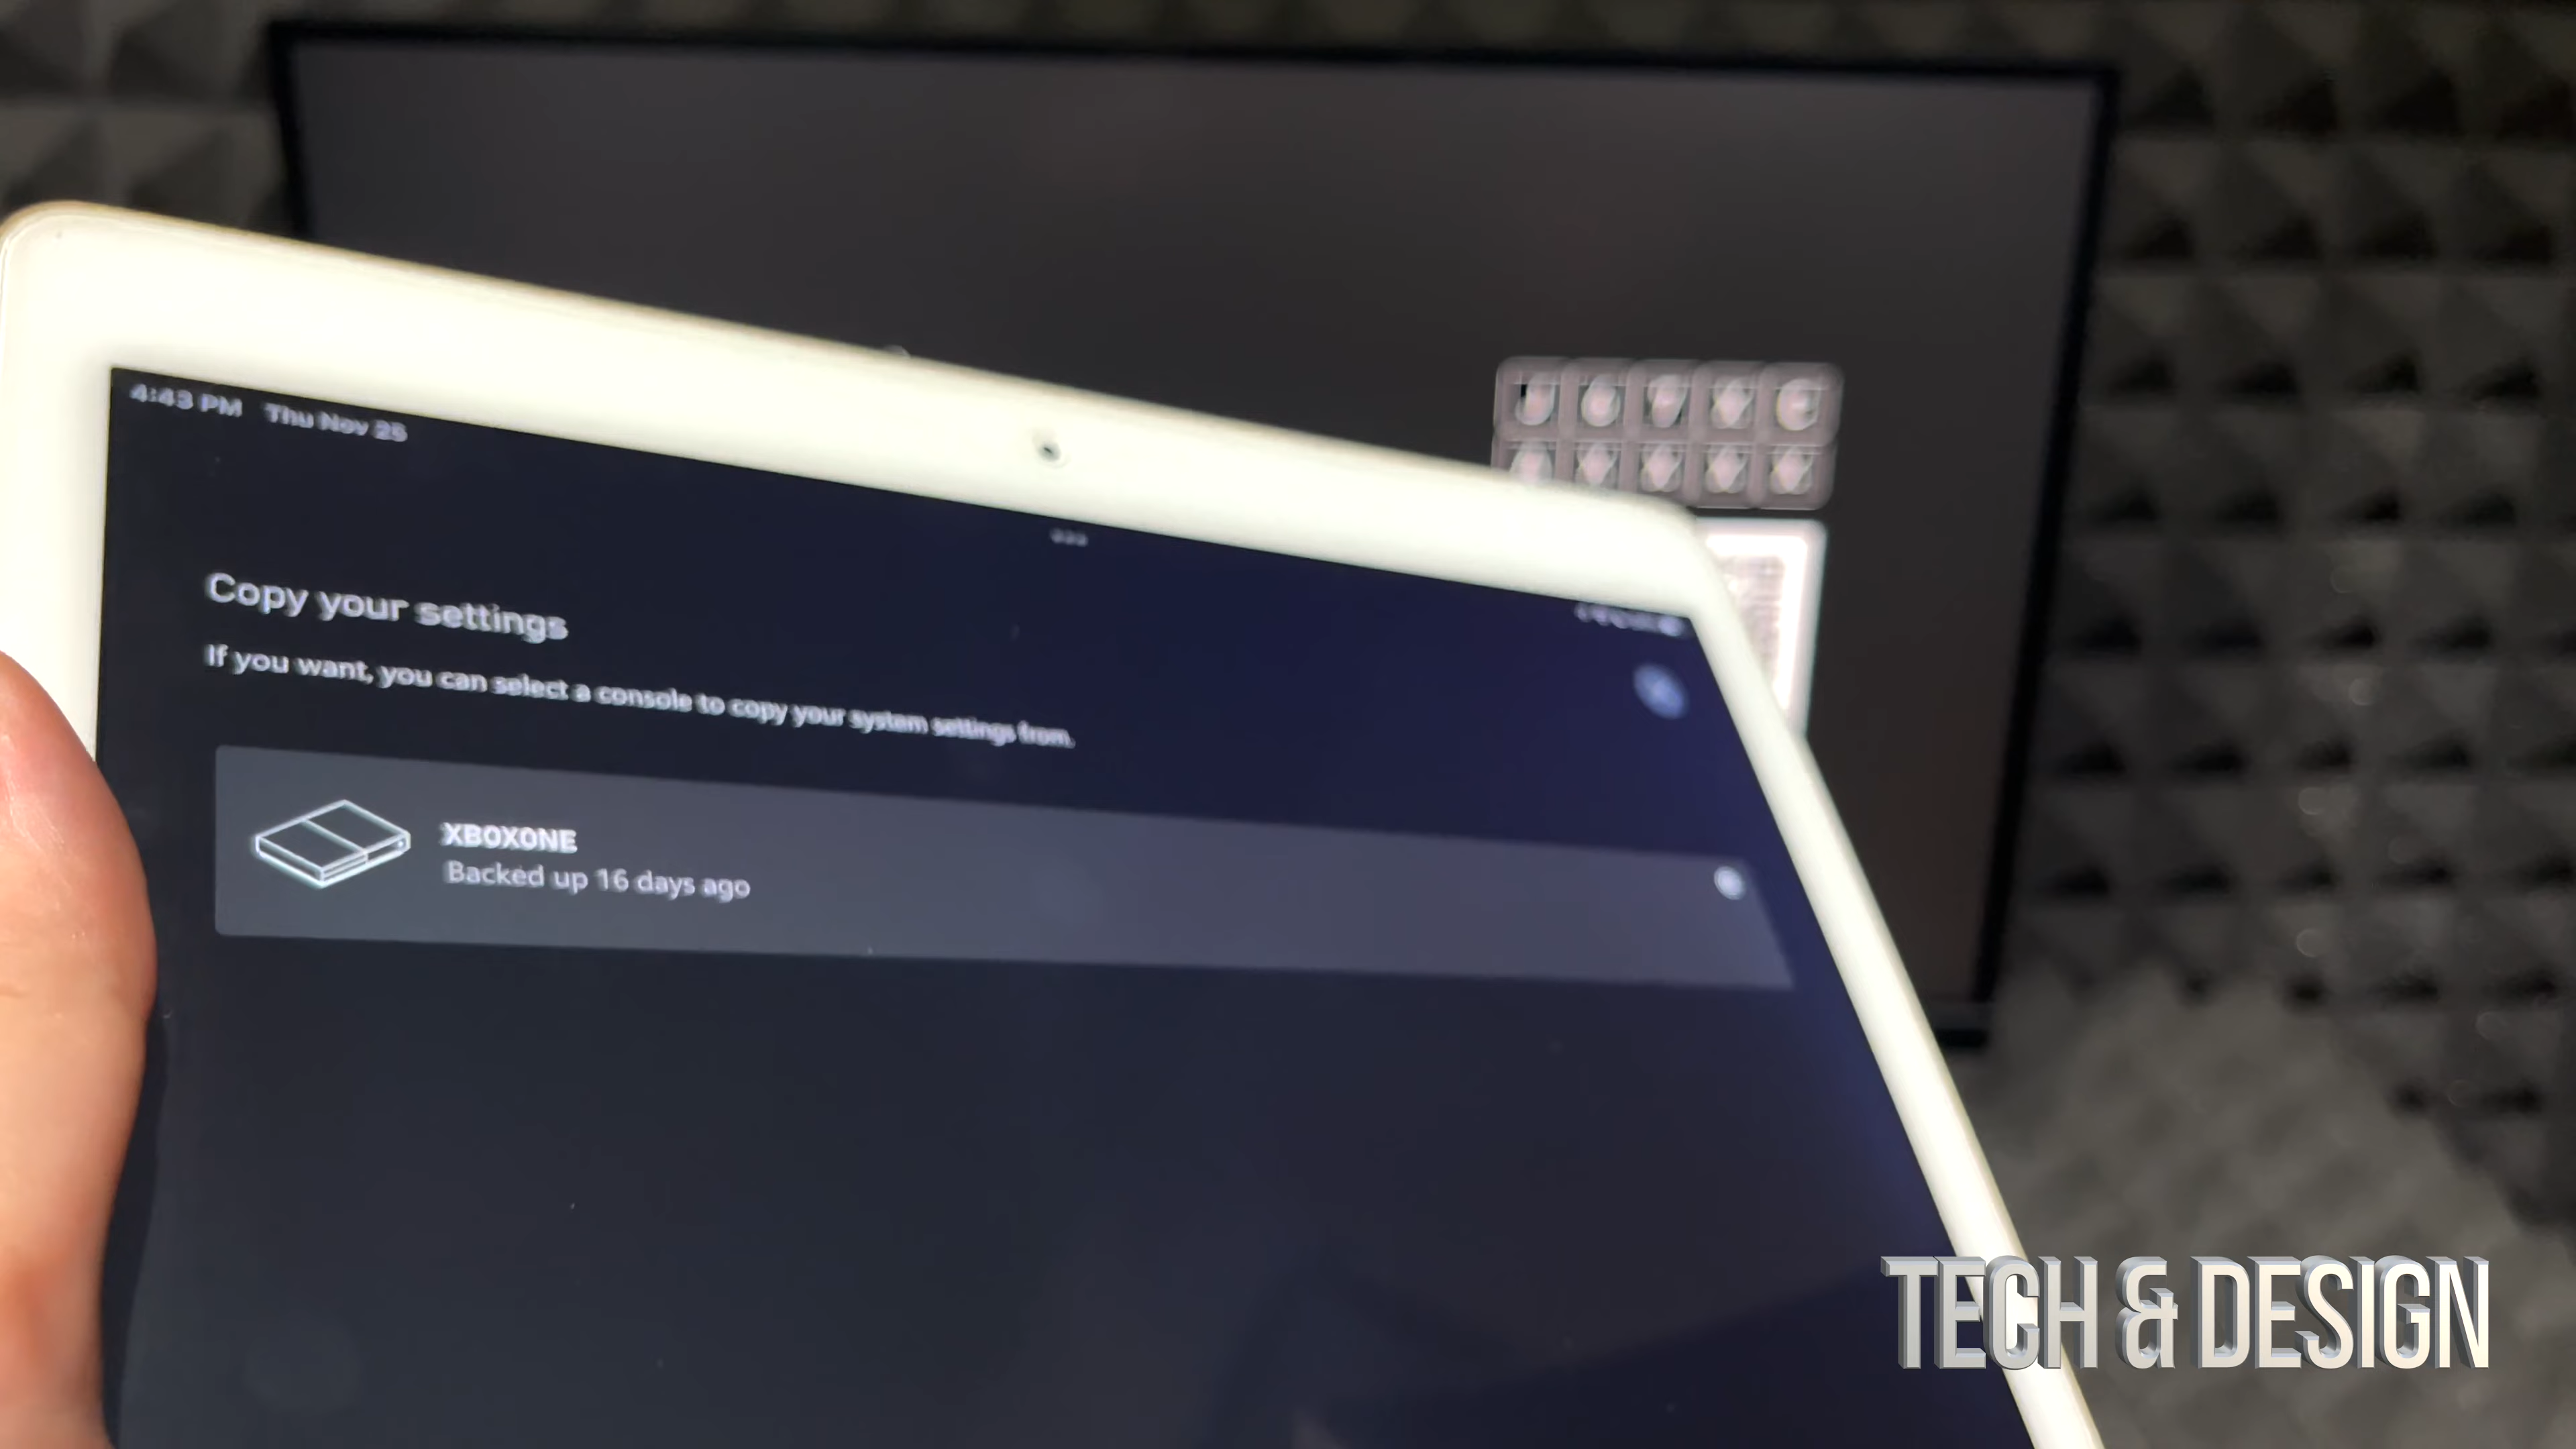 4:43 PM Thu Nov 25
Copy your settings
If you want, you can select a console to copy your system settings from.
XBOXONE
Backed up 16 days ago
TECH & DESIGN